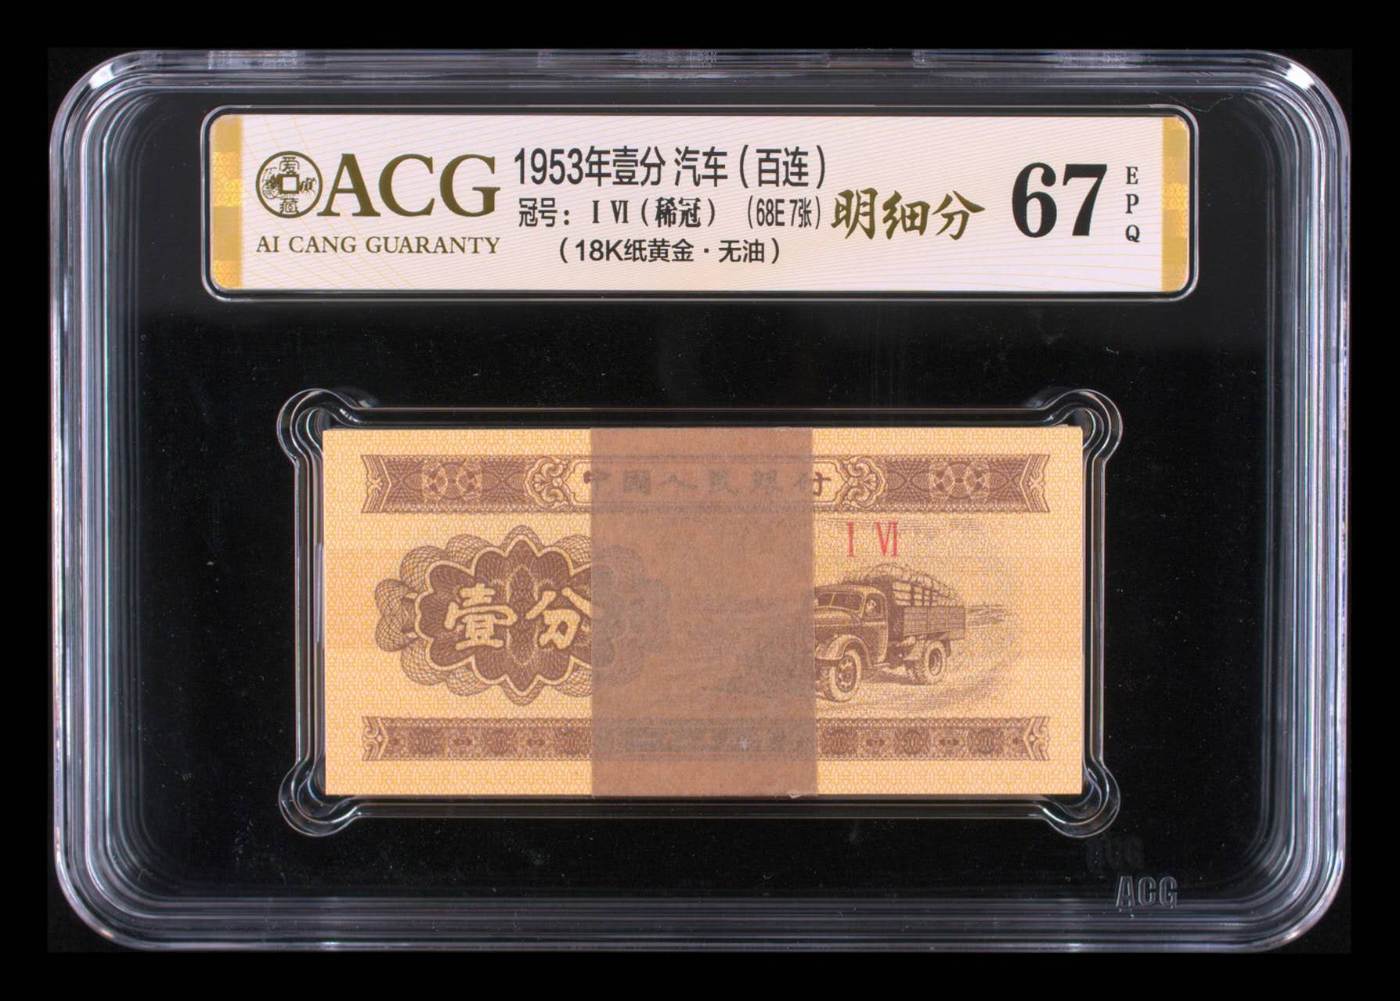 爱藏
ACG
AI CANG GUARANTY
1953年壹分 汽车（百连）
冠号：Ⅰ Ⅵ（稀冠）（68E 7张）
（18K纸黄金·无油）
明细分
67
EPQ
中国人民银行
Ⅰ Ⅵ
壹分
ACG